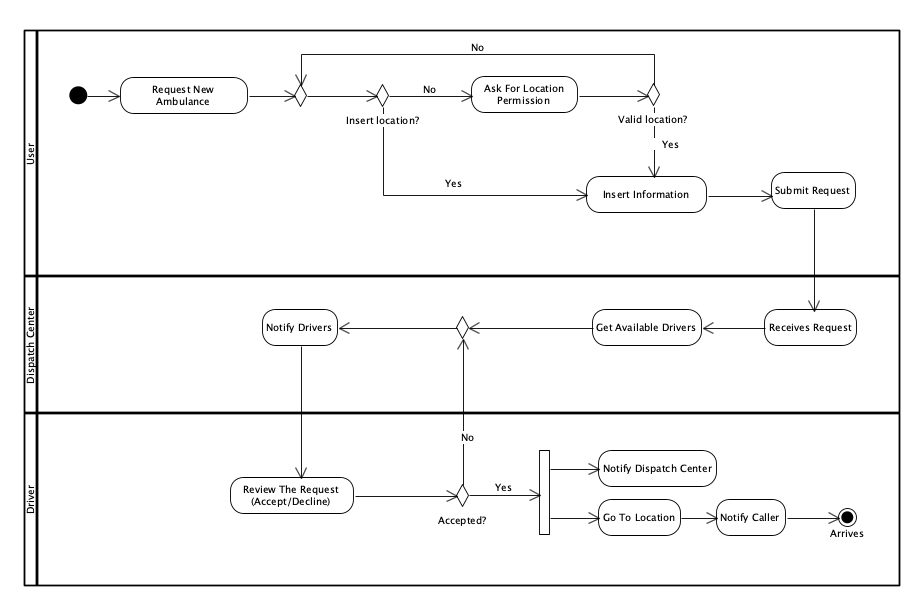 No
Request New
Ambulance
No
Ask For Location
Permission
Insert location?
Valid location?
Yes
Yes
Insert Information
Submit Request
User
Notify Drivers
Get Available Drivers
Receives Request
Dispatch Center
No
Review The Request
(Accept/Decline)
Yes
Accepted?
Notify Dispatch Center
Go To Location
Notify Caller
Arrives
Driver